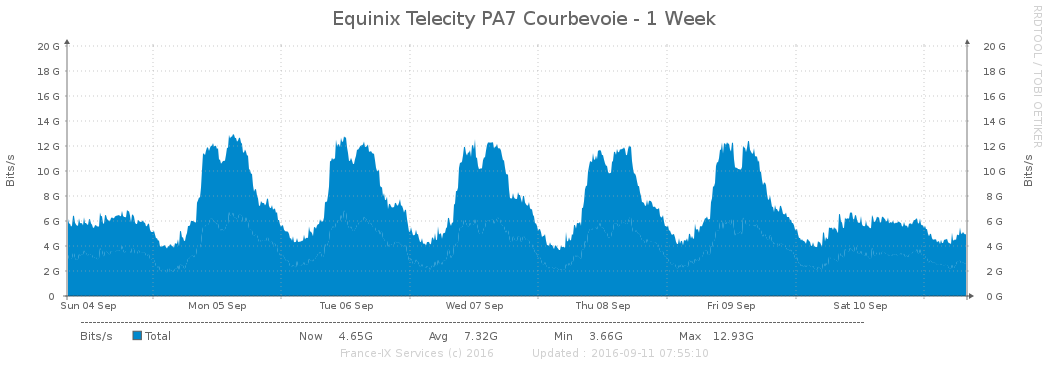 Equinix Telecity PA7 Courbevoie - 1 Week
RRDTOOL / TOBI OETIKER
Bits/s
20 G
18 G
16 G
14 G
12 G
10 G
8 G
6 G
4 G
2 G
0
20 G
18 G
16 G
14 G
12 G
10 G
8 G
6 G
4 G
2 G
0 G
Bits/s
Sun 04 Sep Mon 05 Sep Tue 06 Sep Wed 07 Sep Thu 08 Sep Fri 09 Sep Sat 10 Sep
Bits/s Total Now 4.65G Avg 7.32G Min 3.66G Max 12.93G
France-IX Services (c) 2016 Updated : 2016-09-11 07:55:10